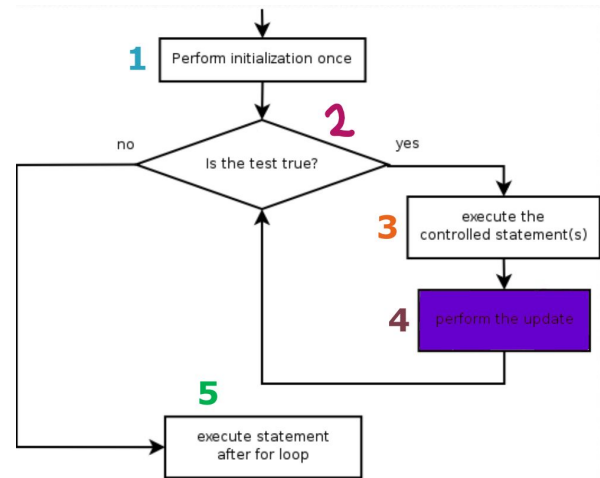 1
Perform initialization once
2
no
yes
Is the test true?
3
execute the
controlled statement(s)
4
perform the update
5
execute statement
after for loop